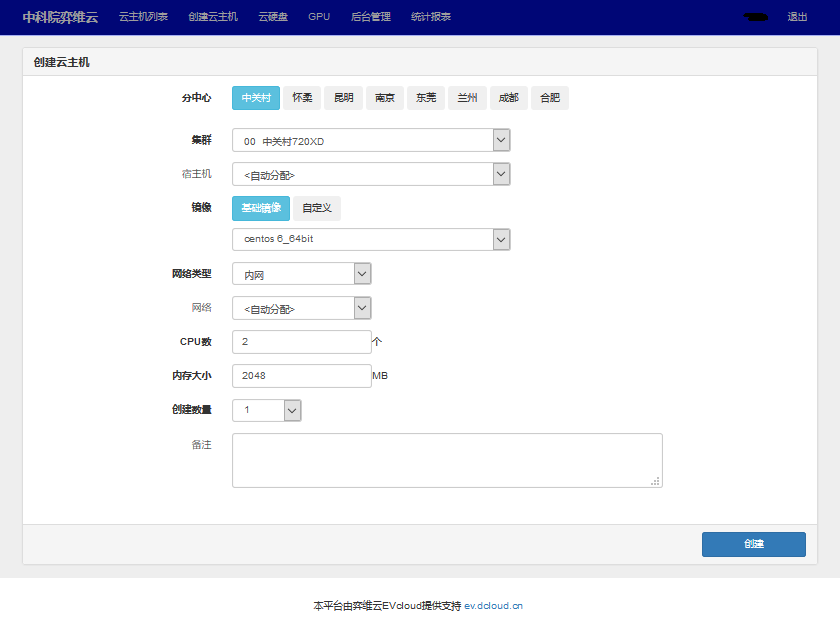 中科院弈维云 云主机列表 创建云主机 云硬盘 GPU 后台管理 统计报表 退出
创建云主机
分中心 中关村 怀柔 昆明 南京 东莞 兰州 成都 合肥
集群 00 中关村720XD
宿主机 <自动分配>
镜像 基础镜像 自定义
centos 6_64bit
网络类型 内网
网络 <自动分配>
CPU数 2 个
内存大小 2048 MB
创建数量 1
备注
创建
本平台由弈维云EVcloud提供支持 ev.dcloud.cn